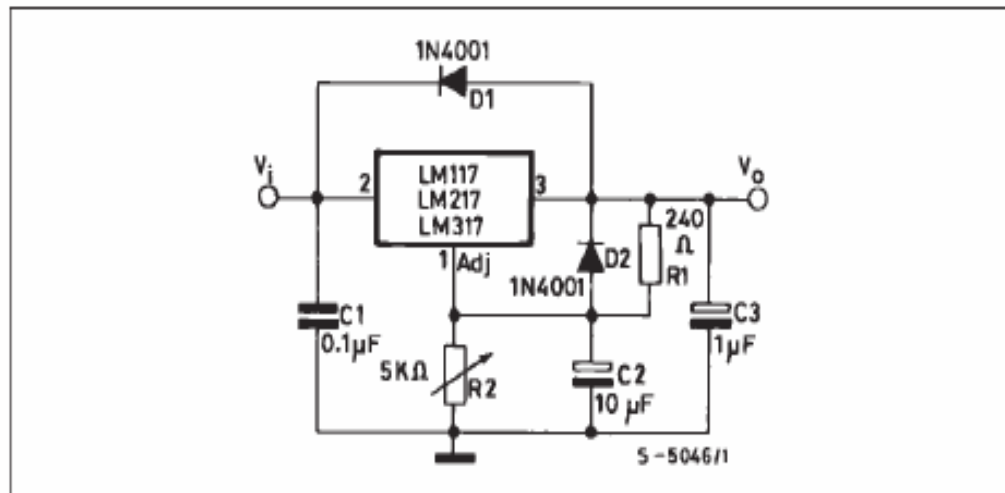 1N4001
D1
Vi
2
LM117
LM217
LM317
3
Vo
1 Adj
240
Ω
R1
D2
1N4001
C1
0.1µF
5KΩ
R2
C2
10 µF
C3
1µF
S-5046/1